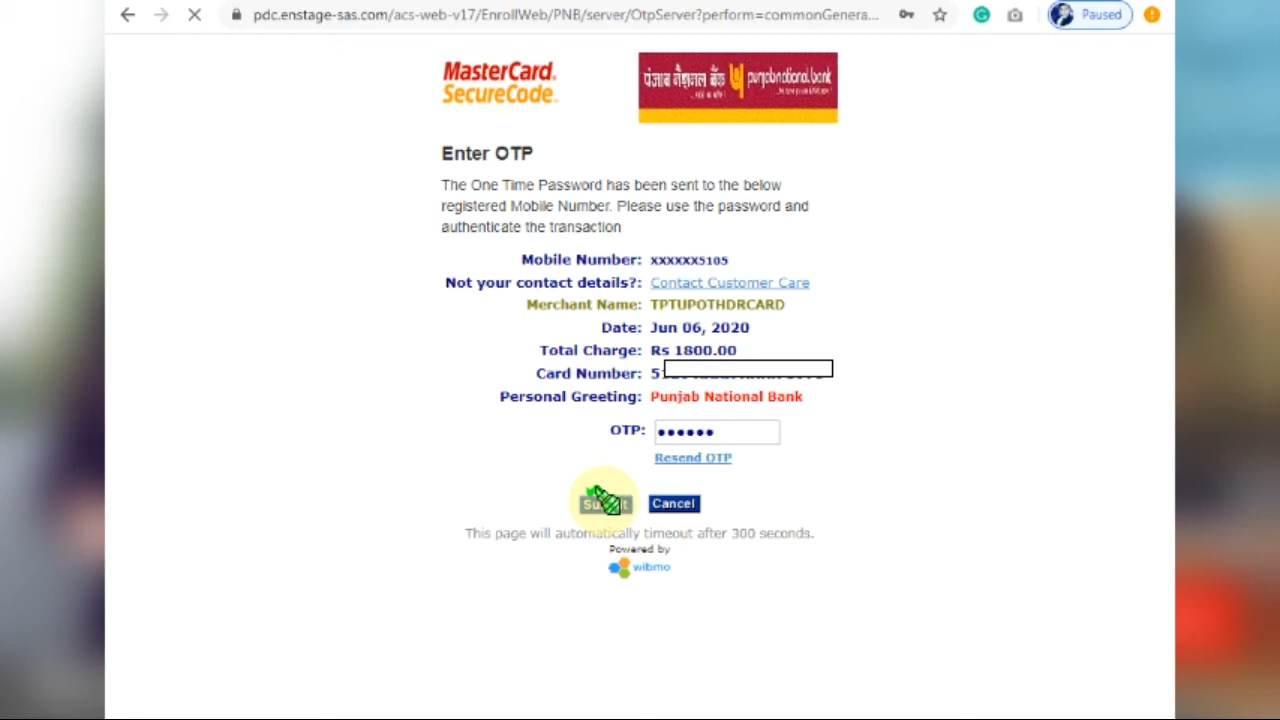 pdc.enstage-sas.com/acs-web-v17/EnrollWeb/PNB/server/OtpServer?perform=commonGenera...
Paused
MasterCard.
SecureCode.
पंजाब नैशनल बैंक punjab national bank
Enter OTP
The One Time Password has been sent to the below
registered Mobile Number. Please use the password and
authenticate the transaction
Mobile Number: XXXXXX5105
Not your contact details?: Contact Customer Care
Merchant Name: TPTUPOTHDRCARD
Date: Jun 06, 2020
Total Charge: Rs 1800.00
Card Number: 5
Personal Greeting: Punjab National Bank
OTP: ●●●●●●
Resend OTP
Cancel
This page will automatically timeout after 300 seconds.
Powered by
wibmo